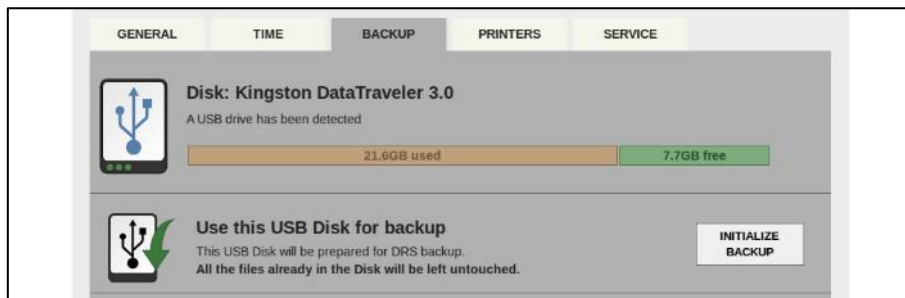 GENERAL TIME BACKUP PRINTERS SERVICE
Disk: Kingston DataTraveler 3.0
A USB drive has been detected
21.6GB used 7.7GB free
Use this USB Disk for backup
This USB Disk will be prepared for DRS backup.
All the files already in the Disk will be left untouched.
INITIALIZE
BACKUP